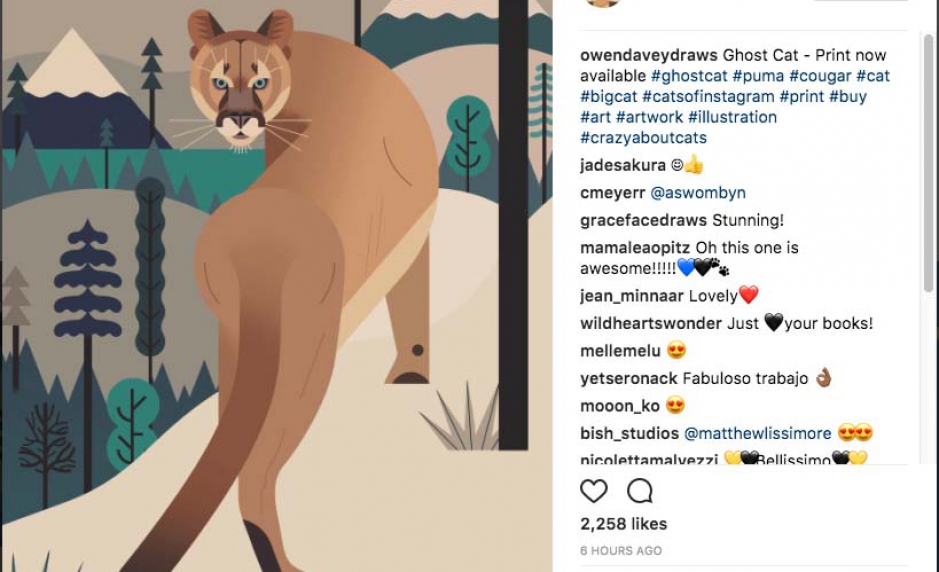 owendaveydraws Ghost Cat - Print now
available #ghostcat #puma #cougar #cat
#bigcat #catsofinstagram #print #buy
#art #artwork #illustration
#crazyaboutcats
jadesakura ☺👍
cmeyerr @aswombyn
gracefacedraws Stunning!
mamaleaopitz Oh this one is
awesome!!!!!💙🖤🐾
jean_minnaar Lovely❤️
wildheartswonder Just 🖤your books!
mellemelu 😍
yetseronack Fabuloso trabajo 👌🏾
mooon_ko 😍
bish_studios @matthewlissimore 😍😍
nicolettamalvezzi 💛🖤Bellissimo🖤💛
2,258 likes
6 HOURS AGO